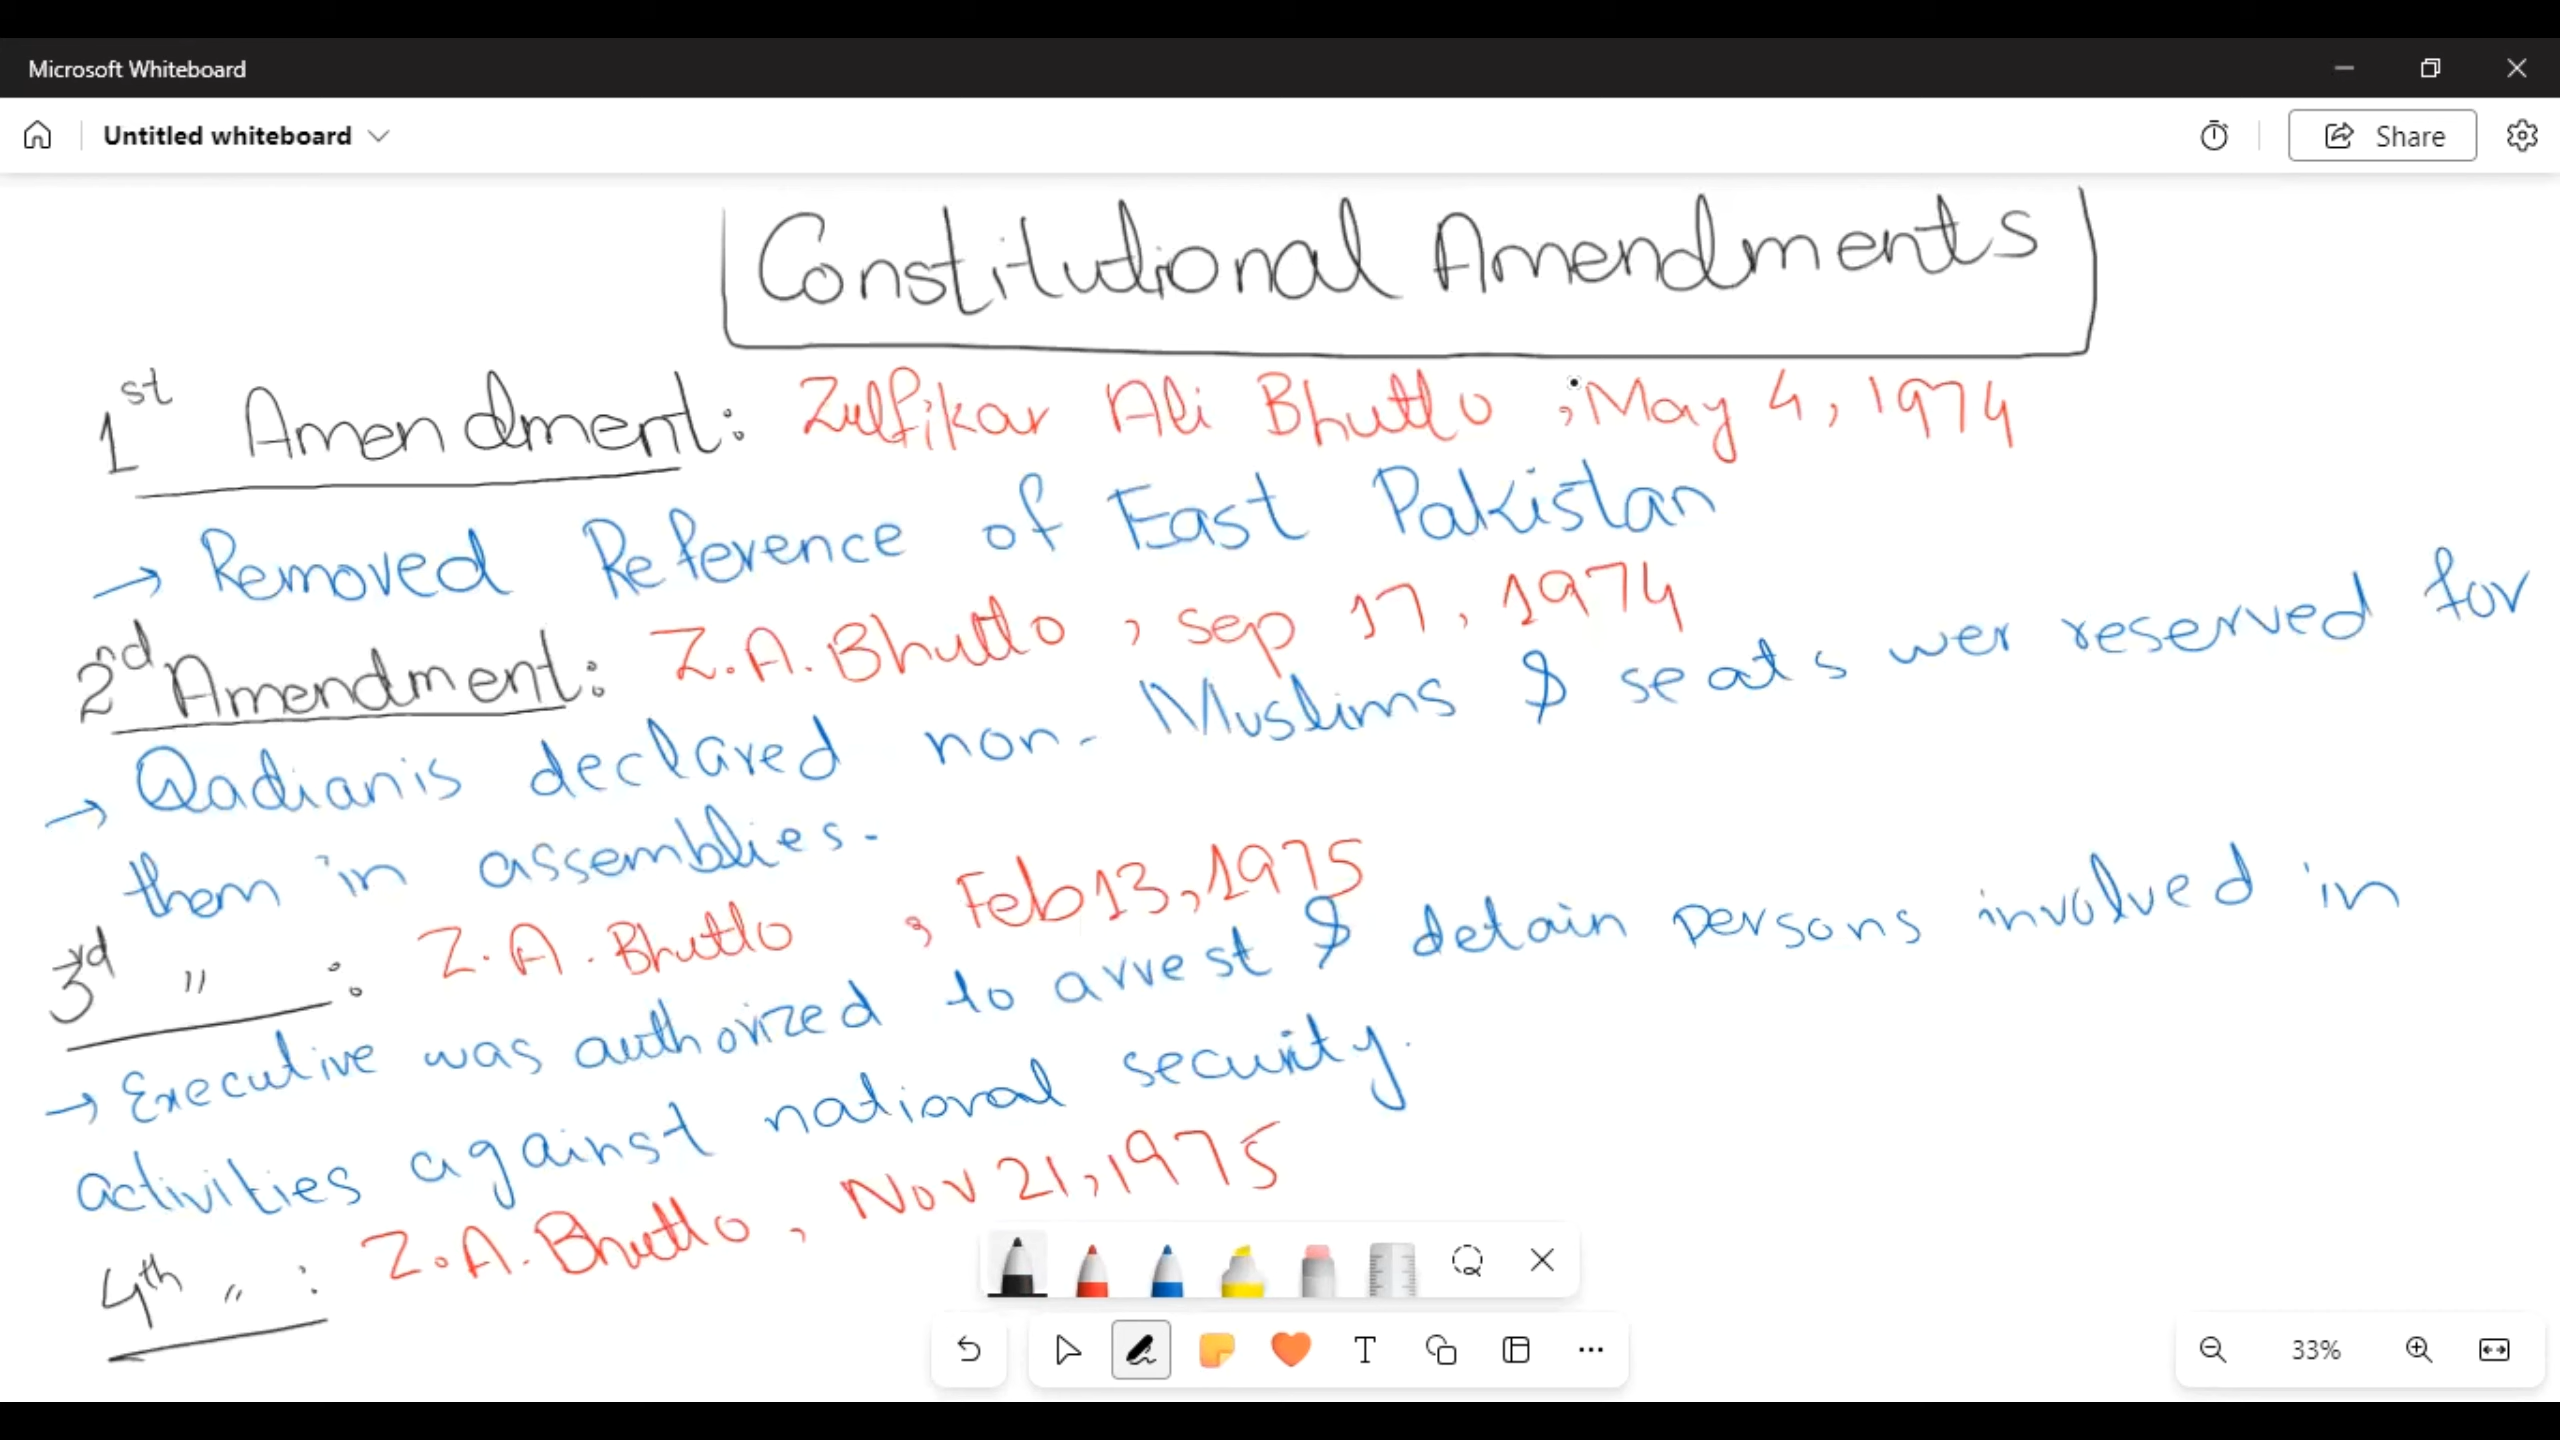 Microsoft Whiteboard
Untitled whiteboard
Share
Constitutional Amendments
1st Amendment: Zulfikar Ali Bhutto, May 4, 1974
→ Removed Reference of East Pakistan
2nd Amendment: Z.A. Bhutto, Sep 17, 1974
→ Qadianis declared non-Muslims & seats wer reserved for
them in assemblies.
3rd " : Z.A. Bhutto, Feb 13, 1975
→ Executive was authorized to arrest & detain persons involved in
activities against national security.
4th " : Z.A. Bhutto, Nov 21, 1975
33%